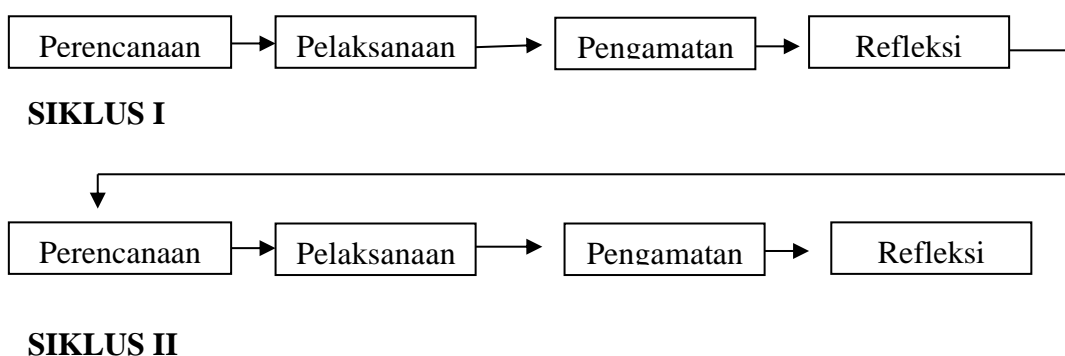 Perencanaan Pelaksanaan Pengamatan Refleksi
SIKLUS I
Perencanaan Pelaksanaan Pengamatan Refleksi
SIKLUS II